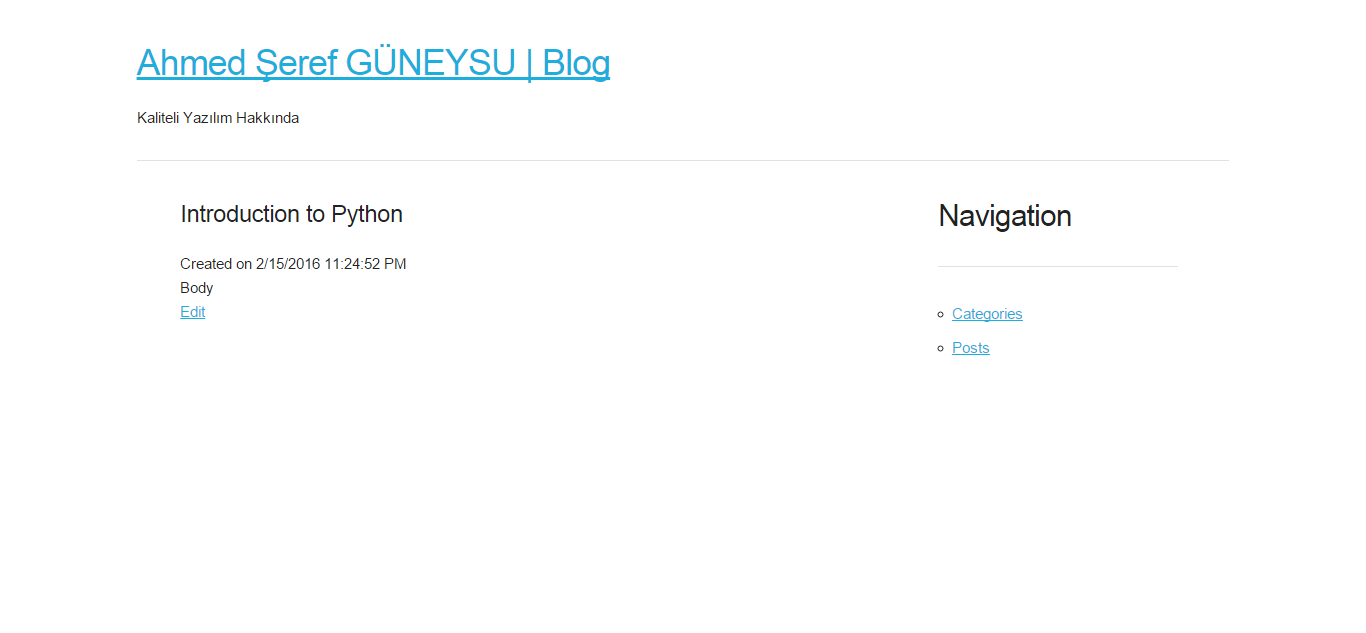 Ahmed Şeref GÜNEYSU | Blog
Kaliteli Yazılım Hakkında
Introduction to Python
Created on 2/15/2016 11:24:52 PM
Body
Edit
Navigation
Categories
Posts